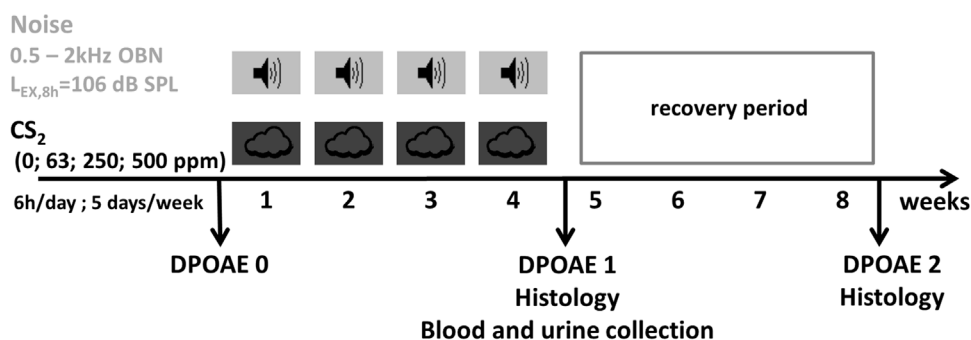 Noise
0.5 – 2kHz OBN
LEX,8h=106 dB SPL
recovery period
CS2
(0; 63; 250; 500 ppm)
6h/day ; 5 days/week 1 2 3 4 5 6 7 8 weeks
DPOAE 0 DPOAE 1 DPOAE 2
Histology Histology
Blood and urine collection